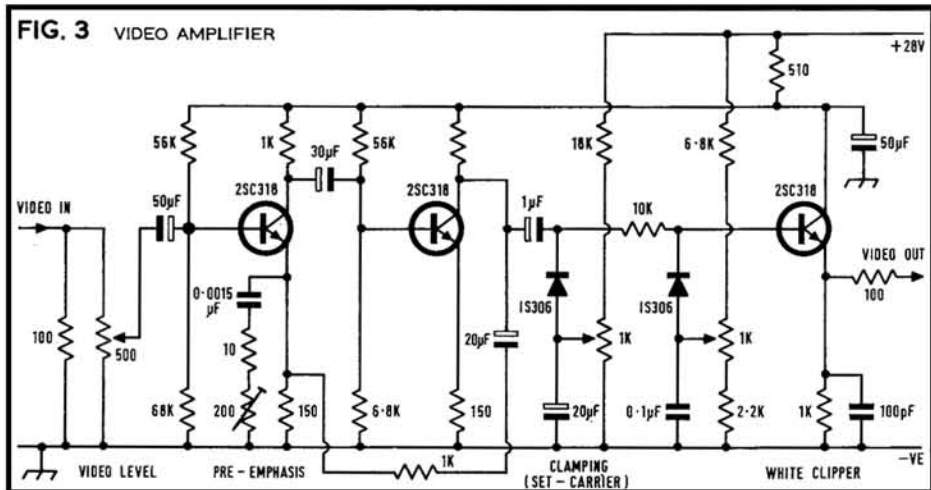 FIG. 3 VIDEO AMPLIFIER
+28V
510
56K
1K
30µF
56K
18K
6·8K
50µF
2SC318
2SC318
2SC318
50µF
1µF
10K
VIDEO IN
VIDEO OUT
100
0·0015
µF
IS306
IS306
100
500
10
20µF
1K
1K
200
68K
150
6·8K
150
20µF
0·1µF
2·2K
1K
100pF
VIDEO LEVEL
PRE-EMPHASIS
1K
CLAMPING
(SET-CARRIER)
WHITE CLIPPER
-VE